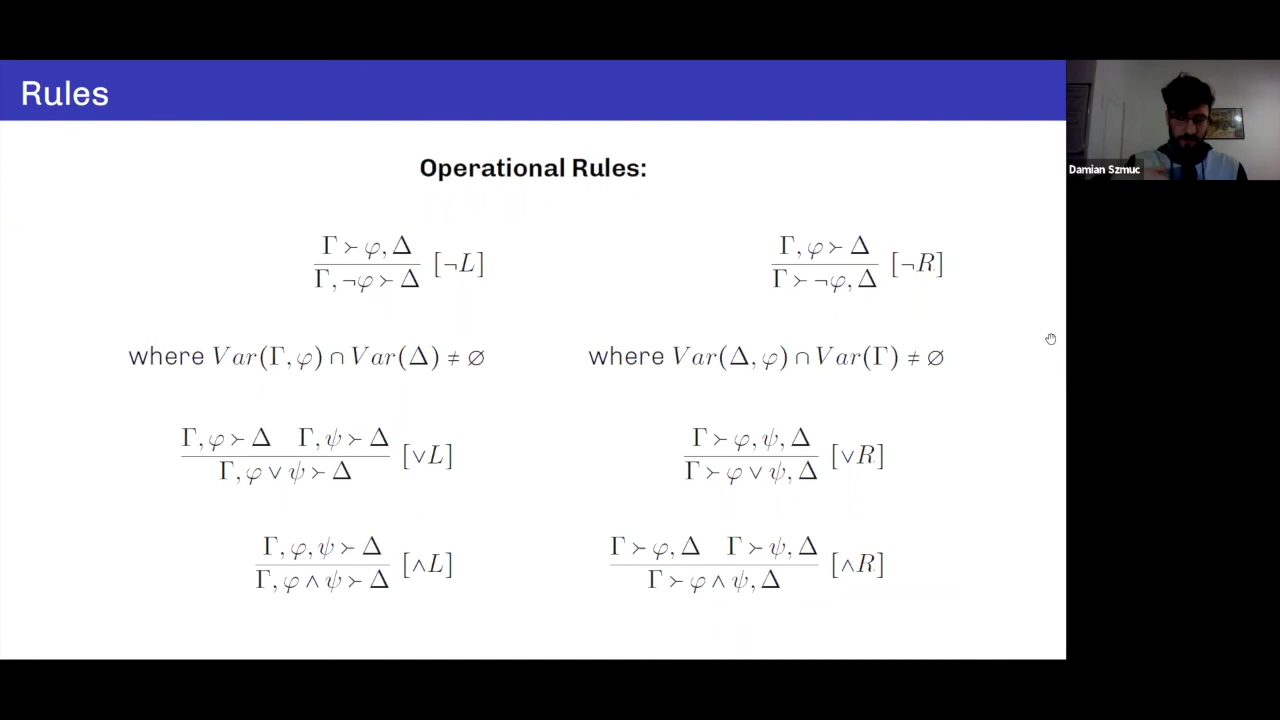 Rules
Damian Szmuc
Operational Rules:
Γ ≻ φ, Δ
Γ, ¬φ ≻ Δ [¬L]
Γ, φ ≻ Δ
Γ ≻ ¬φ, Δ [¬R]
where Var(Γ, φ) ∩ Var(Δ) ≠ ∅
where Var(Δ, φ) ∩ Var(Γ) ≠ ∅
Γ, φ ≻ Δ Γ, ψ ≻ Δ
Γ, φ ∨ ψ ≻ Δ [∨L]
Γ ≻ φ, ψ, Δ
Γ ≻ φ ∨ ψ, Δ [∨R]
Γ, φ, ψ ≻ Δ
Γ, φ ∧ ψ ≻ Δ [∧L]
Γ ≻ φ, Δ Γ ≻ ψ, Δ
Γ ≻ φ ∧ ψ, Δ [∧R]